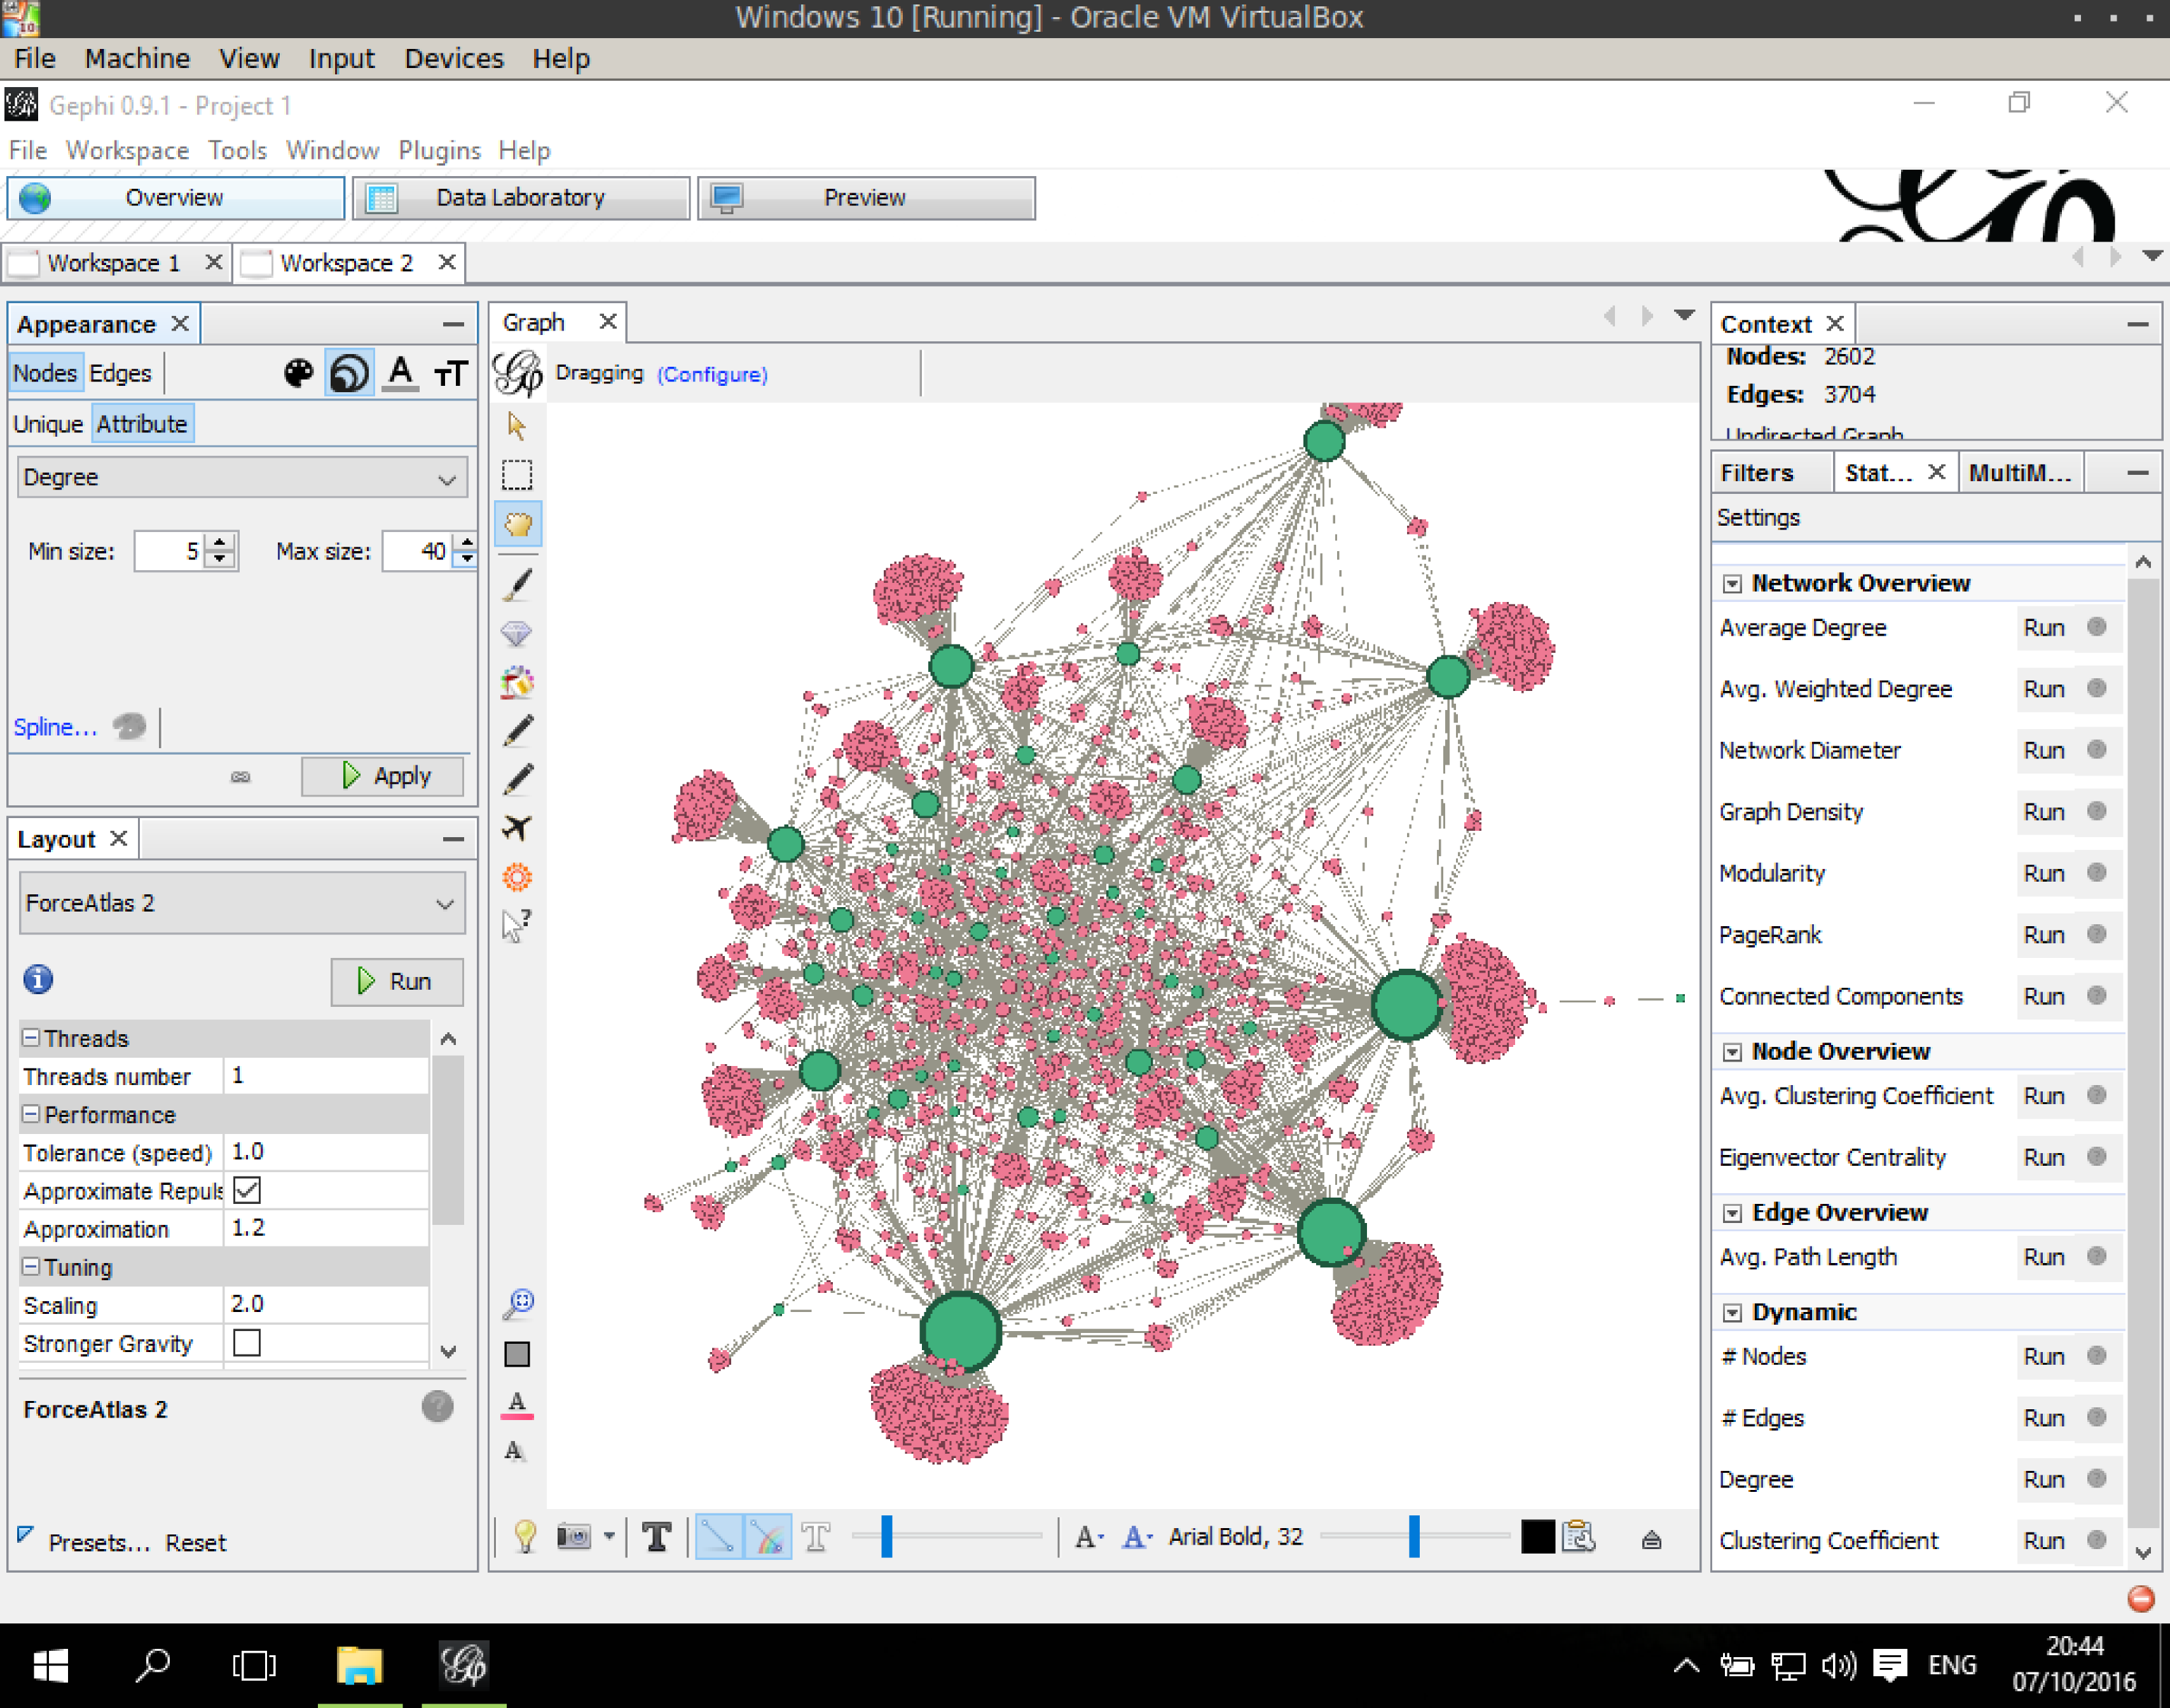 Windows 10 [Running] - Oracle VM VirtualBox
File Machine View Input Devices Help
Gephi 0.9.1 - Project 1
File Workspace Tools Window Plugins Help
Overview Data Laboratory Preview
Workspace 1 Workspace 2
Appearance
Nodes Edges
Unique Attribute
Degree
Min size: 5 Max size: 40
Spline...
Apply
Layout
ForceAtlas 2
Run
Threads
Threads number 1
Performance
Tolerance (speed) 1.0
Approximate Repuls
Approximation 1.2
Tuning
Scaling 2.0
Stronger Gravity
ForceAtlas 2
Presets... Reset
Graph
Dragging (Configure)
Arial Bold, 32
Context
Nodes: 2602
Edges: 3704
Undirected Graph
Filters Stat... MultiM...
Settings
Network Overview
Average Degree Run
Avg. Weighted Degree Run
Network Diameter Run
Graph Density Run
Modularity Run
PageRank Run
Connected Components Run
Node Overview
Avg. Clustering Coefficient Run
Eigenvector Centrality Run
Edge Overview
Avg. Path Length Run
Dynamic
# Nodes Run
# Edges Run
Degree Run
Clustering Coefficient Run
ENG
20:44
07/10/2016